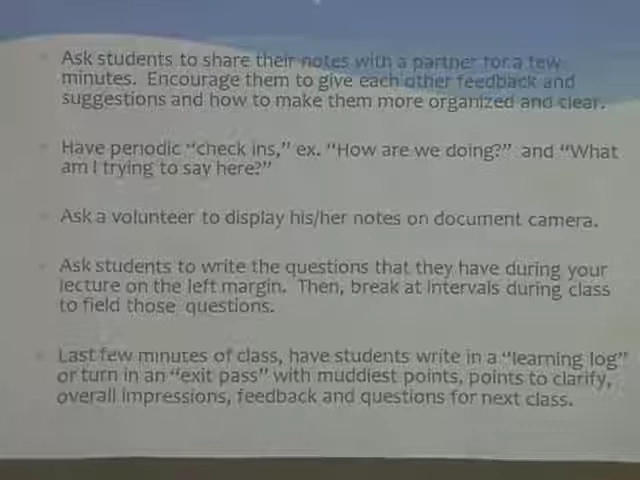 Ask students to share their notes with a partner for a few
minutes. Encourage them to give each other feedback and
suggestions and how to make them more organized and clear.
Have periodic “check ins,” ex. “How are we doing?” and “What
am I trying to say here?”
Ask a volunteer to display his/her notes on document camera.
Ask students to write the questions that they have during your
lecture on the left margin. Then, break at intervals during class
to field those questions.
Last few minutes of class, have students write in a “learning log”
or turn in an “exit pass” with muddiest points, points to clarify,
overall impressions, feedback and questions for next class.